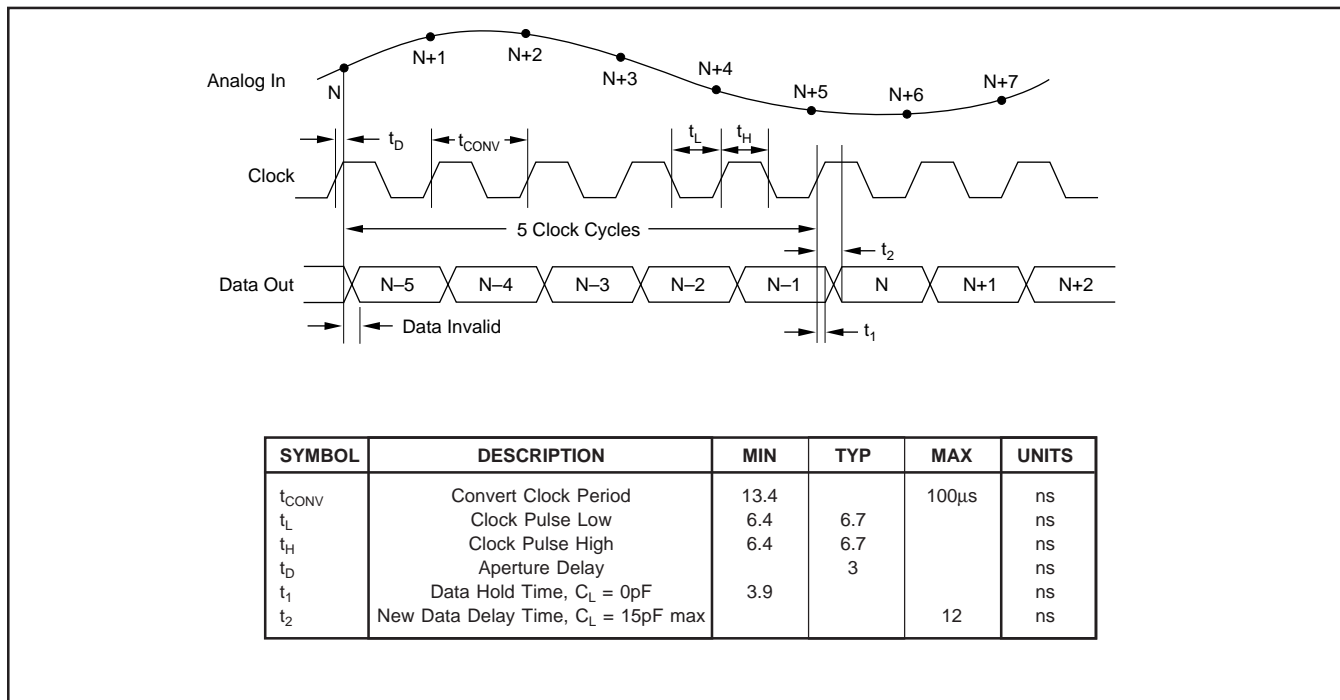 N+1 N+2
N+3 N+4 N+5 N+6 N+7
Analog In N
t_D t_CONV t_L t_H
Clock
5 Clock Cycles
t_2
Data Out N–5 N–4 N–3 N–2 N–1 N N+1 N+2
Data Invalid t_1
SYMBOL DESCRIPTION MIN TYP MAX UNITS
t_CONV Convert Clock Period 13.4 100µs ns
t_L Clock Pulse Low 6.4 6.7 ns
t_H Clock Pulse High 6.4 6.7 ns
t_D Aperture Delay 3 ns
t_1 Data Hold Time, C_L = 0pF 3.9 ns
t_2 New Data Delay Time, C_L = 15pF max 12 ns